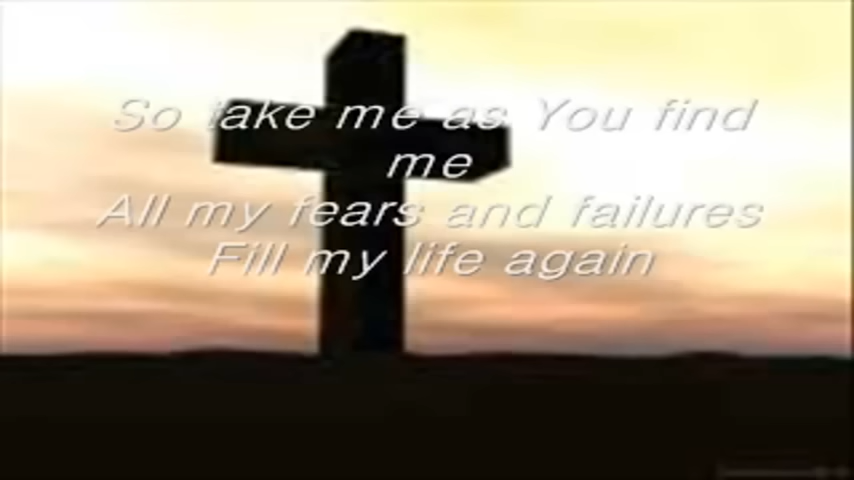 So take me as You find
me
All my fears and failures
Fill my life again